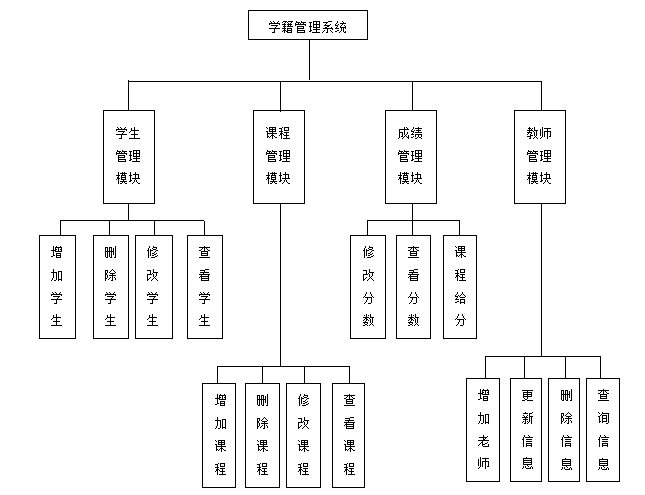 学籍管理系统
学生
管理
模块
课程
管理
模块
成绩
管理
模块
教师
管理
模块
增加学生
删除学生
修改学生
查看学生
修改分数
查看分数
课程给分
增加课程
删除课程
修改课程
查看课程
增加老师
更新信息
删除信息
查询信息